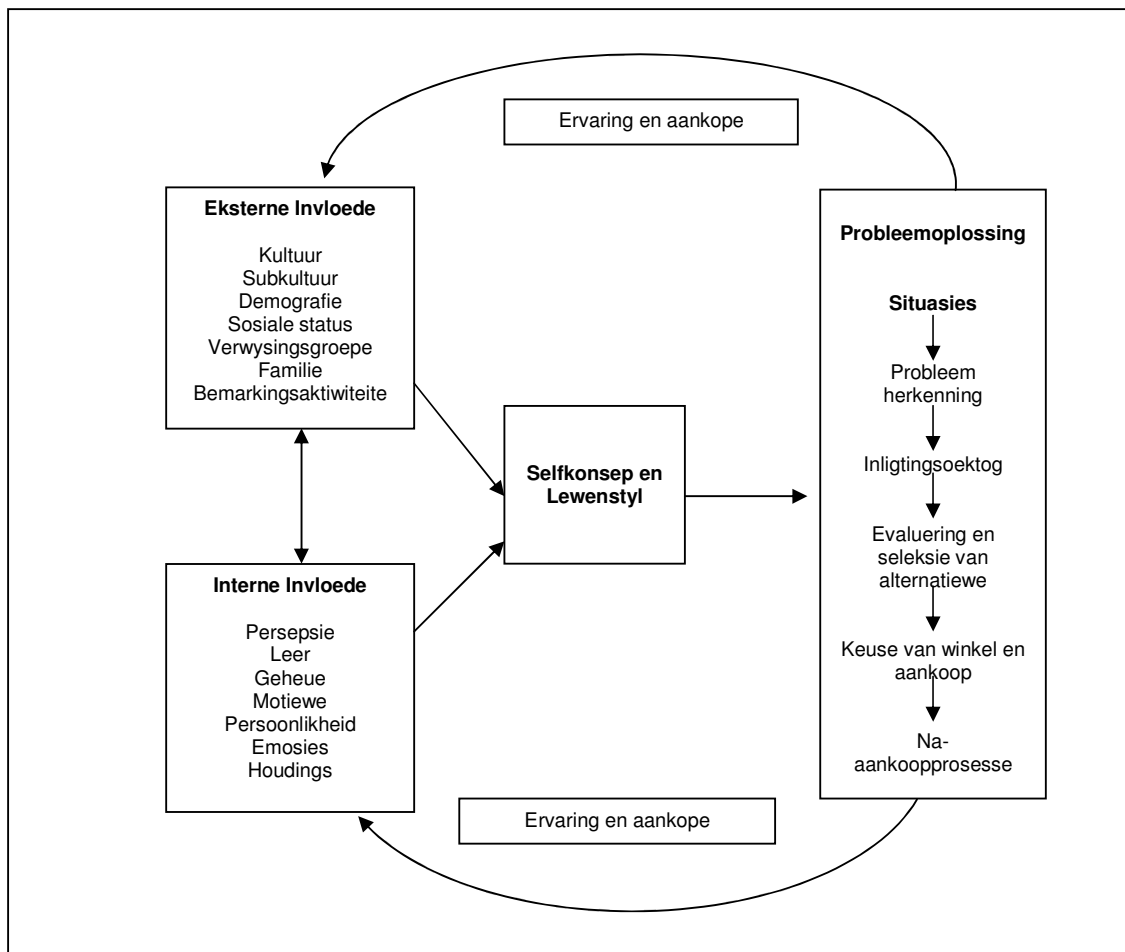 Ervaring en aankope
Eksterne Invloede
Kultuur
Subkultuur
Demografie
Sosiale status
Verwysingsgroepe
Familie
Bemarkingsaktiwiteite
Interne Invloede
Persepsie
Leer
Geheue
Motiewe
Persoonlikheid
Emosies
Houdings
Selfkonsep en
Lewenstyl
Probleemoplossing
Situasies
Probleem
herkenning
Inligtingsoektog
Evaluering en
seleksie van
alternatiewe
Keuse van winkel en
aankoop
Na-
aankoopprosesse
Ervaring en aankope